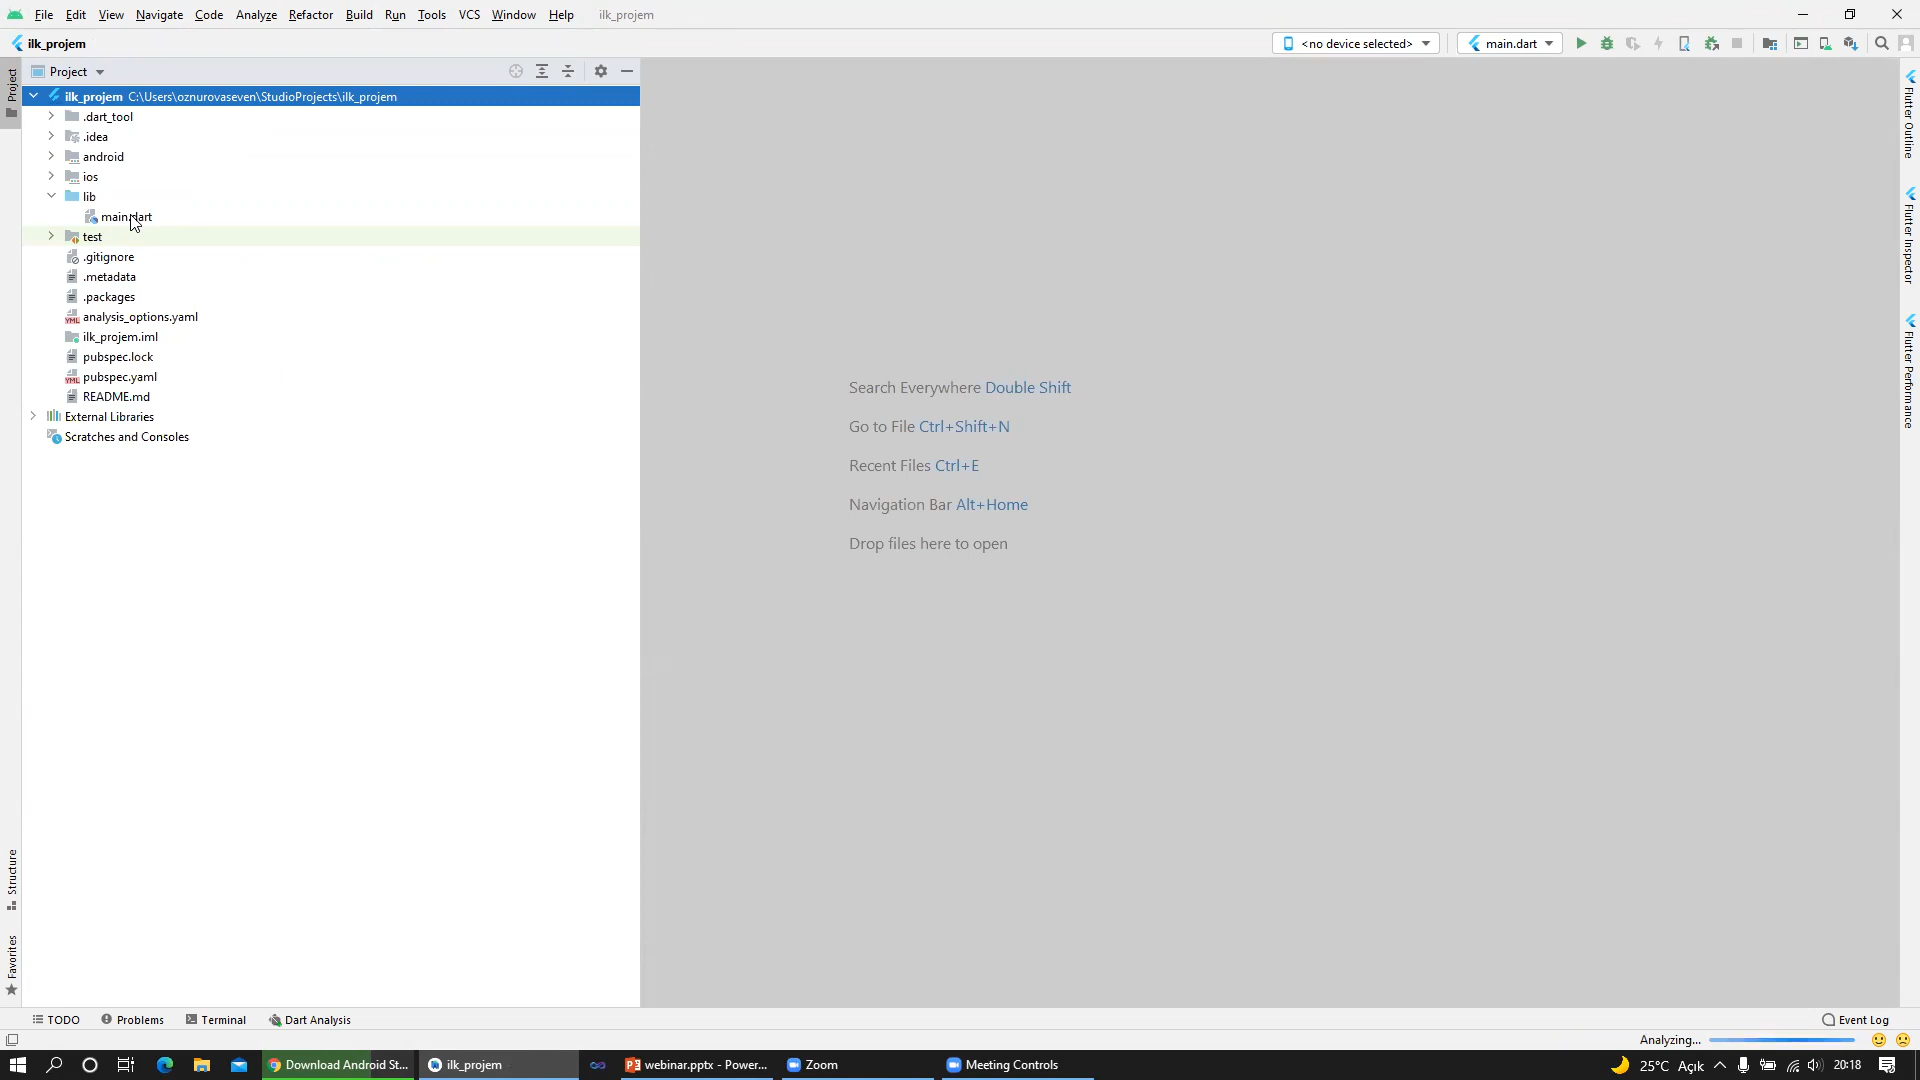 File Edit View Navigate Code Analyze Refactor Build Run Tools VCS Window Help ilk_projem
ilk_projem
<no device selected>
main.dart
Project
Project
ilk_projem C:\Users\oznurovaseven\StudioProjects\ilk_projem
.dart_tool
.idea
android
ios
lib
main.dart
test
.gitignore
.metadata
.packages
analysis_options.yaml
ilk_projem.iml
pubspec.lock
pubspec.yaml
README.md
External Libraries
Scratches and Consoles
Search Everywhere Double Shift
Go to File Ctrl+Shift+N
Recent Files Ctrl+E
Navigation Bar Alt+Home
Drop files here to open
Flutter Outline
Flutter Inspector
Flutter Performance
Structure
Favorites
TODO Problems Terminal Dart Analysis Event Log
Analyzing...
Download Android St... ilk_projem webinar.pptx - Power... Zoom Meeting Controls 25°C Açık 20:18